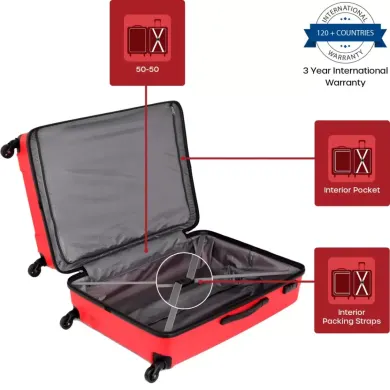 INTERNATIONAL
120 + COUNTRIES
WARRANTY
3 Year International
Warranty
50-50
Interior Pocket
Interior
Packing Straps